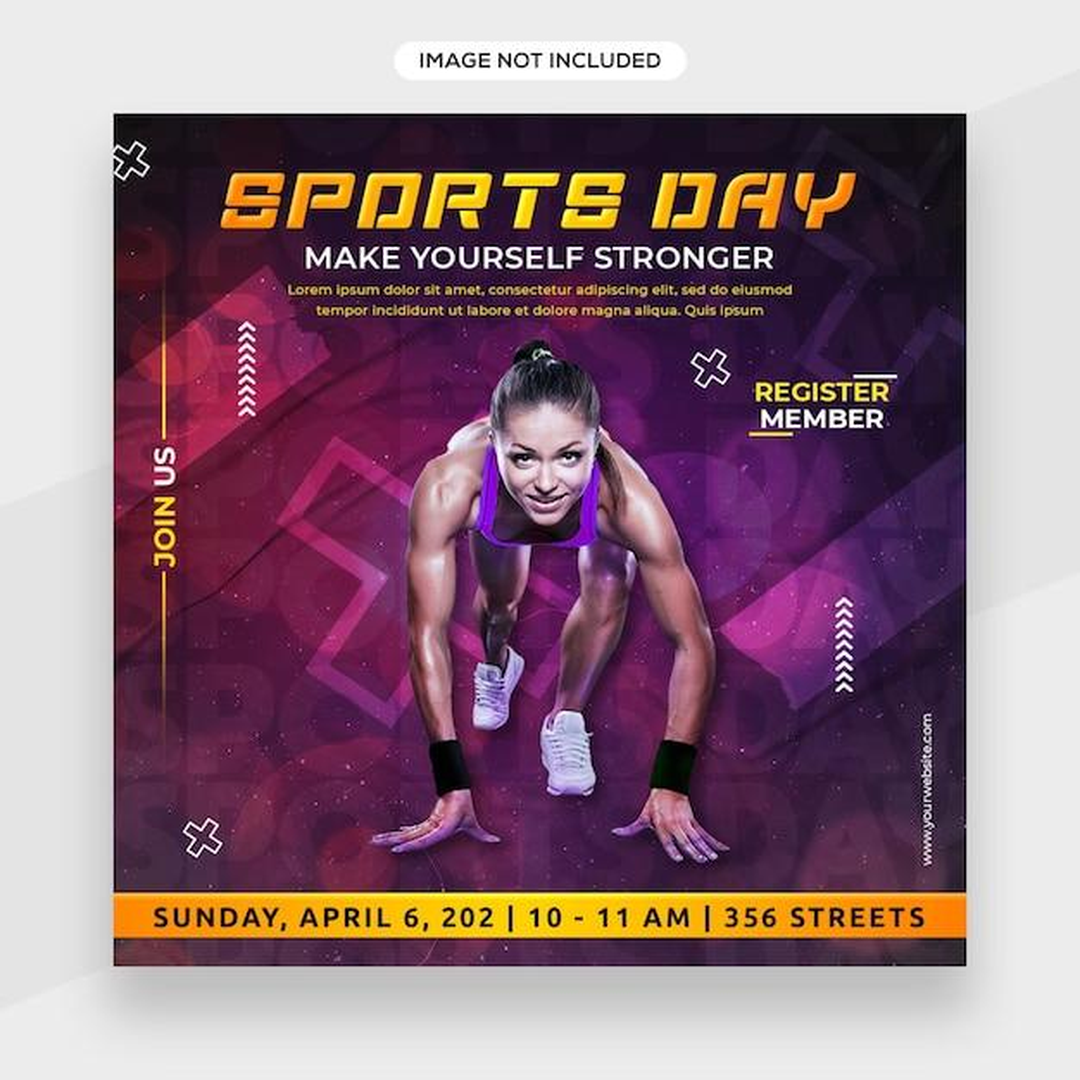 IMAGE NOT INCLUDED
SPORTS DAY
MAKE YOURSELF STRONGER
Lorem ipsum dolor sit amet, consectetur adipiscing elit, sed do eiusmod
tempor incididunt ut labore et dolore magna aliqua. Quis ipsum
REGISTER
MEMBER
JOIN US
www.yourwebsite.com
SUNDAY, APRIL 6, 202 | 10 - 11 AM | 356 STREETS